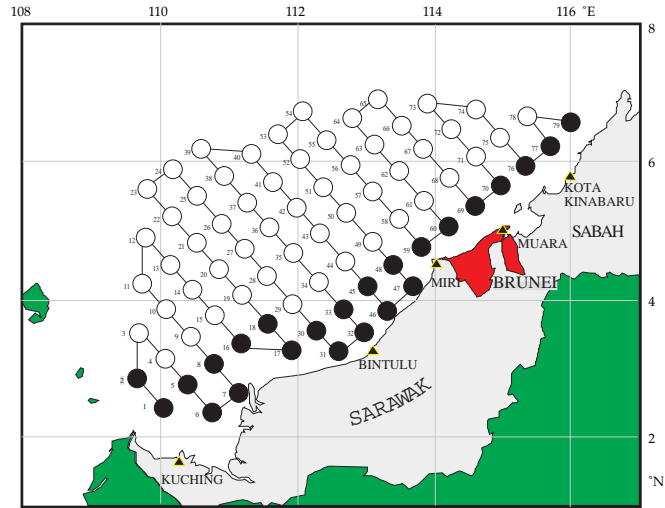 108 110 112 114 116 °E
8
54 65 73 74 78 79
53 55 64 66 72 75 77
39 40 52 56 63 67 71 76
24 38 41 51 57 62 68 70
23 25 37 42 50 58 61 69
22 26 36 43 49 60
12 21 27 35 44 48 59
13 20 28 34 45 47
11 14 19 29 33 46
10 15 18 30 32
3 9 16 17 31
4 8
2 5 7
1 6
6
4
2
°N
KOTA
KINABARU
SABAH
MUARA
MIRI
BRUNEI
BINTULU
SARAWAK
KUCHING